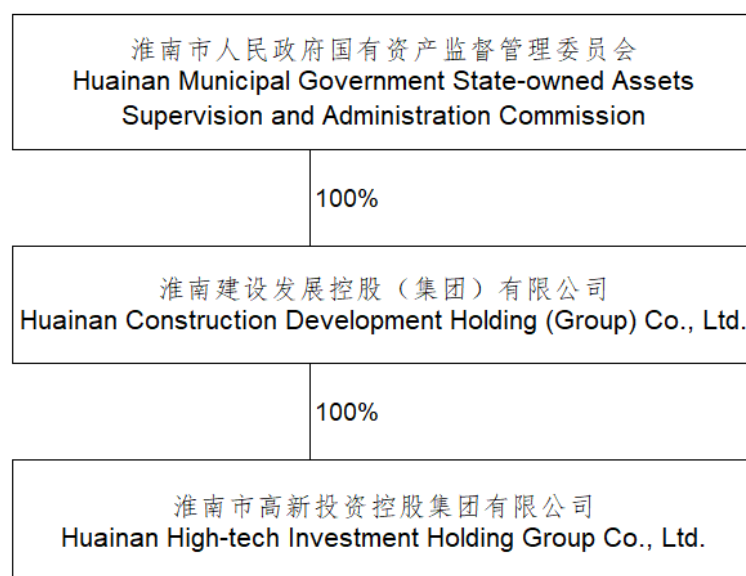 淮南市人民政府国有资产监督管理委员会
Huainan Municipal Government State-owned Assets
Supervision and Administration Commission
100%
淮南建设发展控股（集团）有限公司
Huainan Construction Development Holding (Group) Co., Ltd.
100%
淮南市高新投资控股集团有限公司
Huainan High-tech Investment Holding Group Co., Ltd.